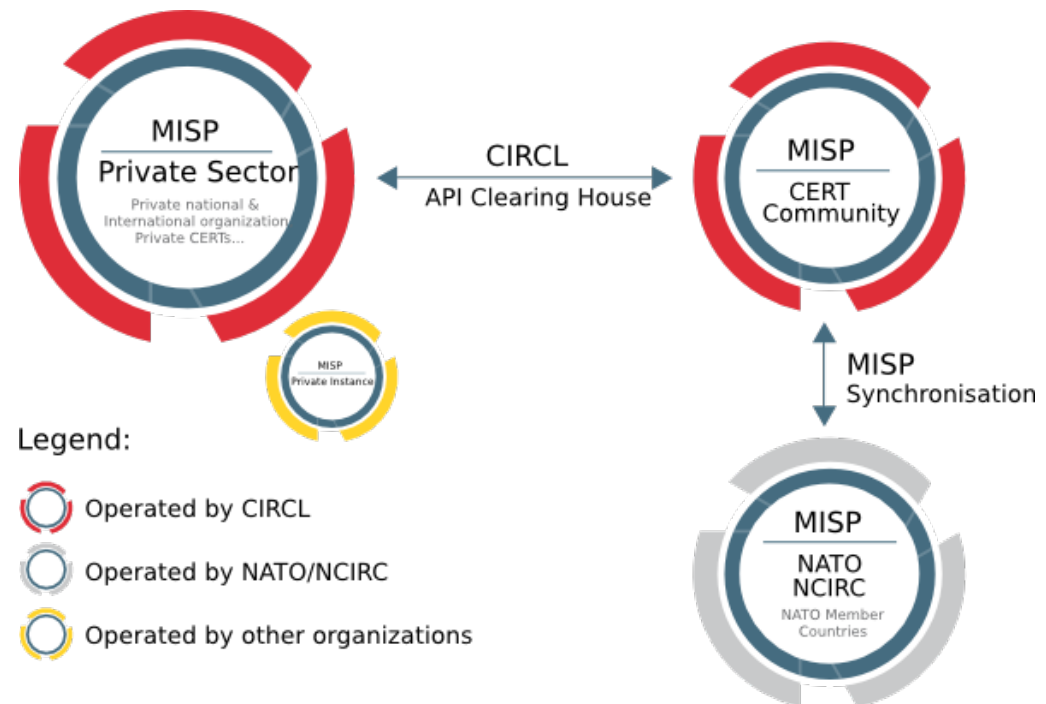 MISP
Private Sector
Private national &
International organization
Private CERTs...
CIRCL
API Clearing House
MISP
CERT
Community
MISP
Private Instance
MISP
Synchronisation
MISP
NATO
NCIRC
NATO Member
Countries
Legend:
Operated by CIRCL
Operated by NATO/NCIRC
Operated by other organizations